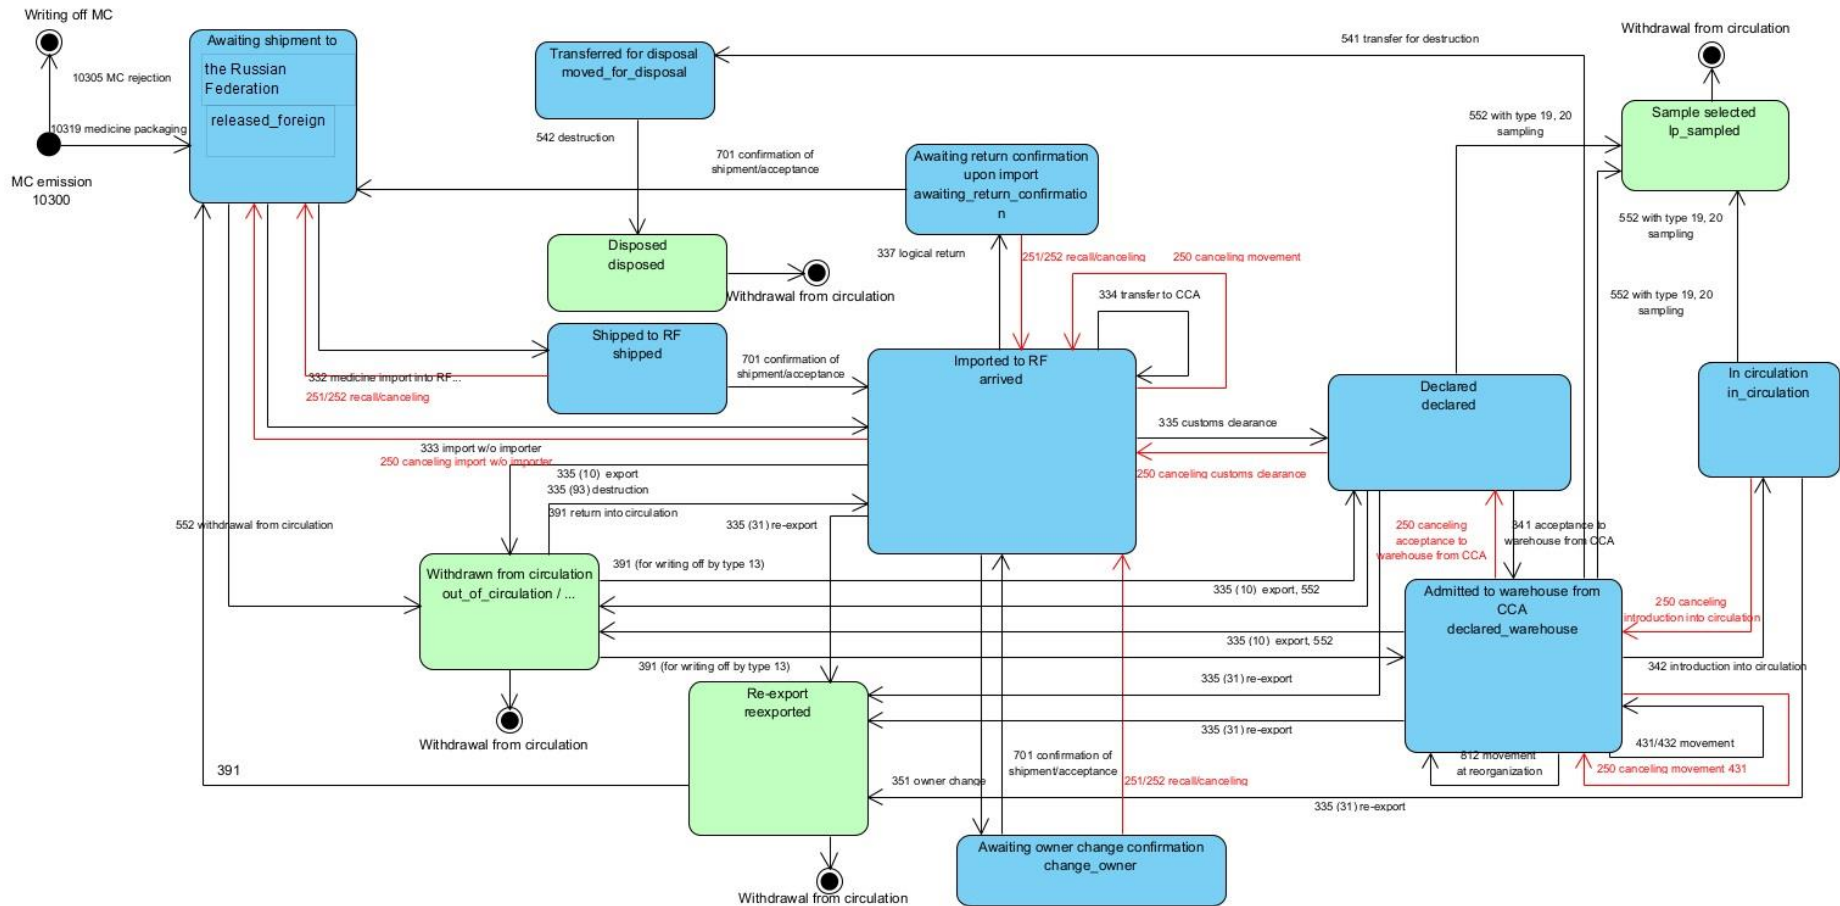 Writing off MC
10305 MC rejection
10319 medicine packaging
MC emission
10300
Awaiting shipment to
the Russian
Federation
released_foreign
Transferred for disposal
moved_for_disposal
541 transfer for destruction
Withdrawal from circulation
Sample selected
lp_sampled
552 with type 19, 20
sampling
542 destruction
701 confirmation of
shipment/acceptance
Awaiting return confirmation
upon import
awaiting_return_confirmatio
n
552 with type 19, 20
sampling
Disposed
disposed
Withdrawal from circulation
337 logical return
251/252 recall/canceling
250 canceling movement
334 transfer to CCA
552 with type 19, 20
sampling
Shipped to RF
shipped
332 medicine import into RF...
251/252 recall/canceling
701 confirmation of
shipment/acceptance
Imported to RF
arrived
Declared
declared
In circulation
in_circulation
333 import w/o importer
250 canceling import w/o importer
335 customs clearance
250 canceling customs clearance
335 (10) export
335 (93) destruction
391 return into circulation
552 withdrawal from circulation
335 (31) re-export
250 canceling
acceptance to
warehouse from CCA
341 acceptance to
warehouse from CCA
Withdrawn from circulation
out_of_circulation / ...
391 (for writing off by type 13)
335 (10) export, 552
Admitted to warehouse from
CCA
declared_warehouse
250 canceling
introduction into circulation
335 (10) export, 552
391 (for writing off by type 13)
342 introduction into circulation
Withdrawal from circulation
Re-export
reexported
335 (31) re-export
335 (31) re-export
431/432 movement
812 movement
at reorganization
250 canceling movement 431
391
351 owner change
701 confirmation of
shipment/acceptance
251/252 recall/canceling
335 (31) re-export
Awaiting owner change confirmation
change_owner
Withdrawal from circulation